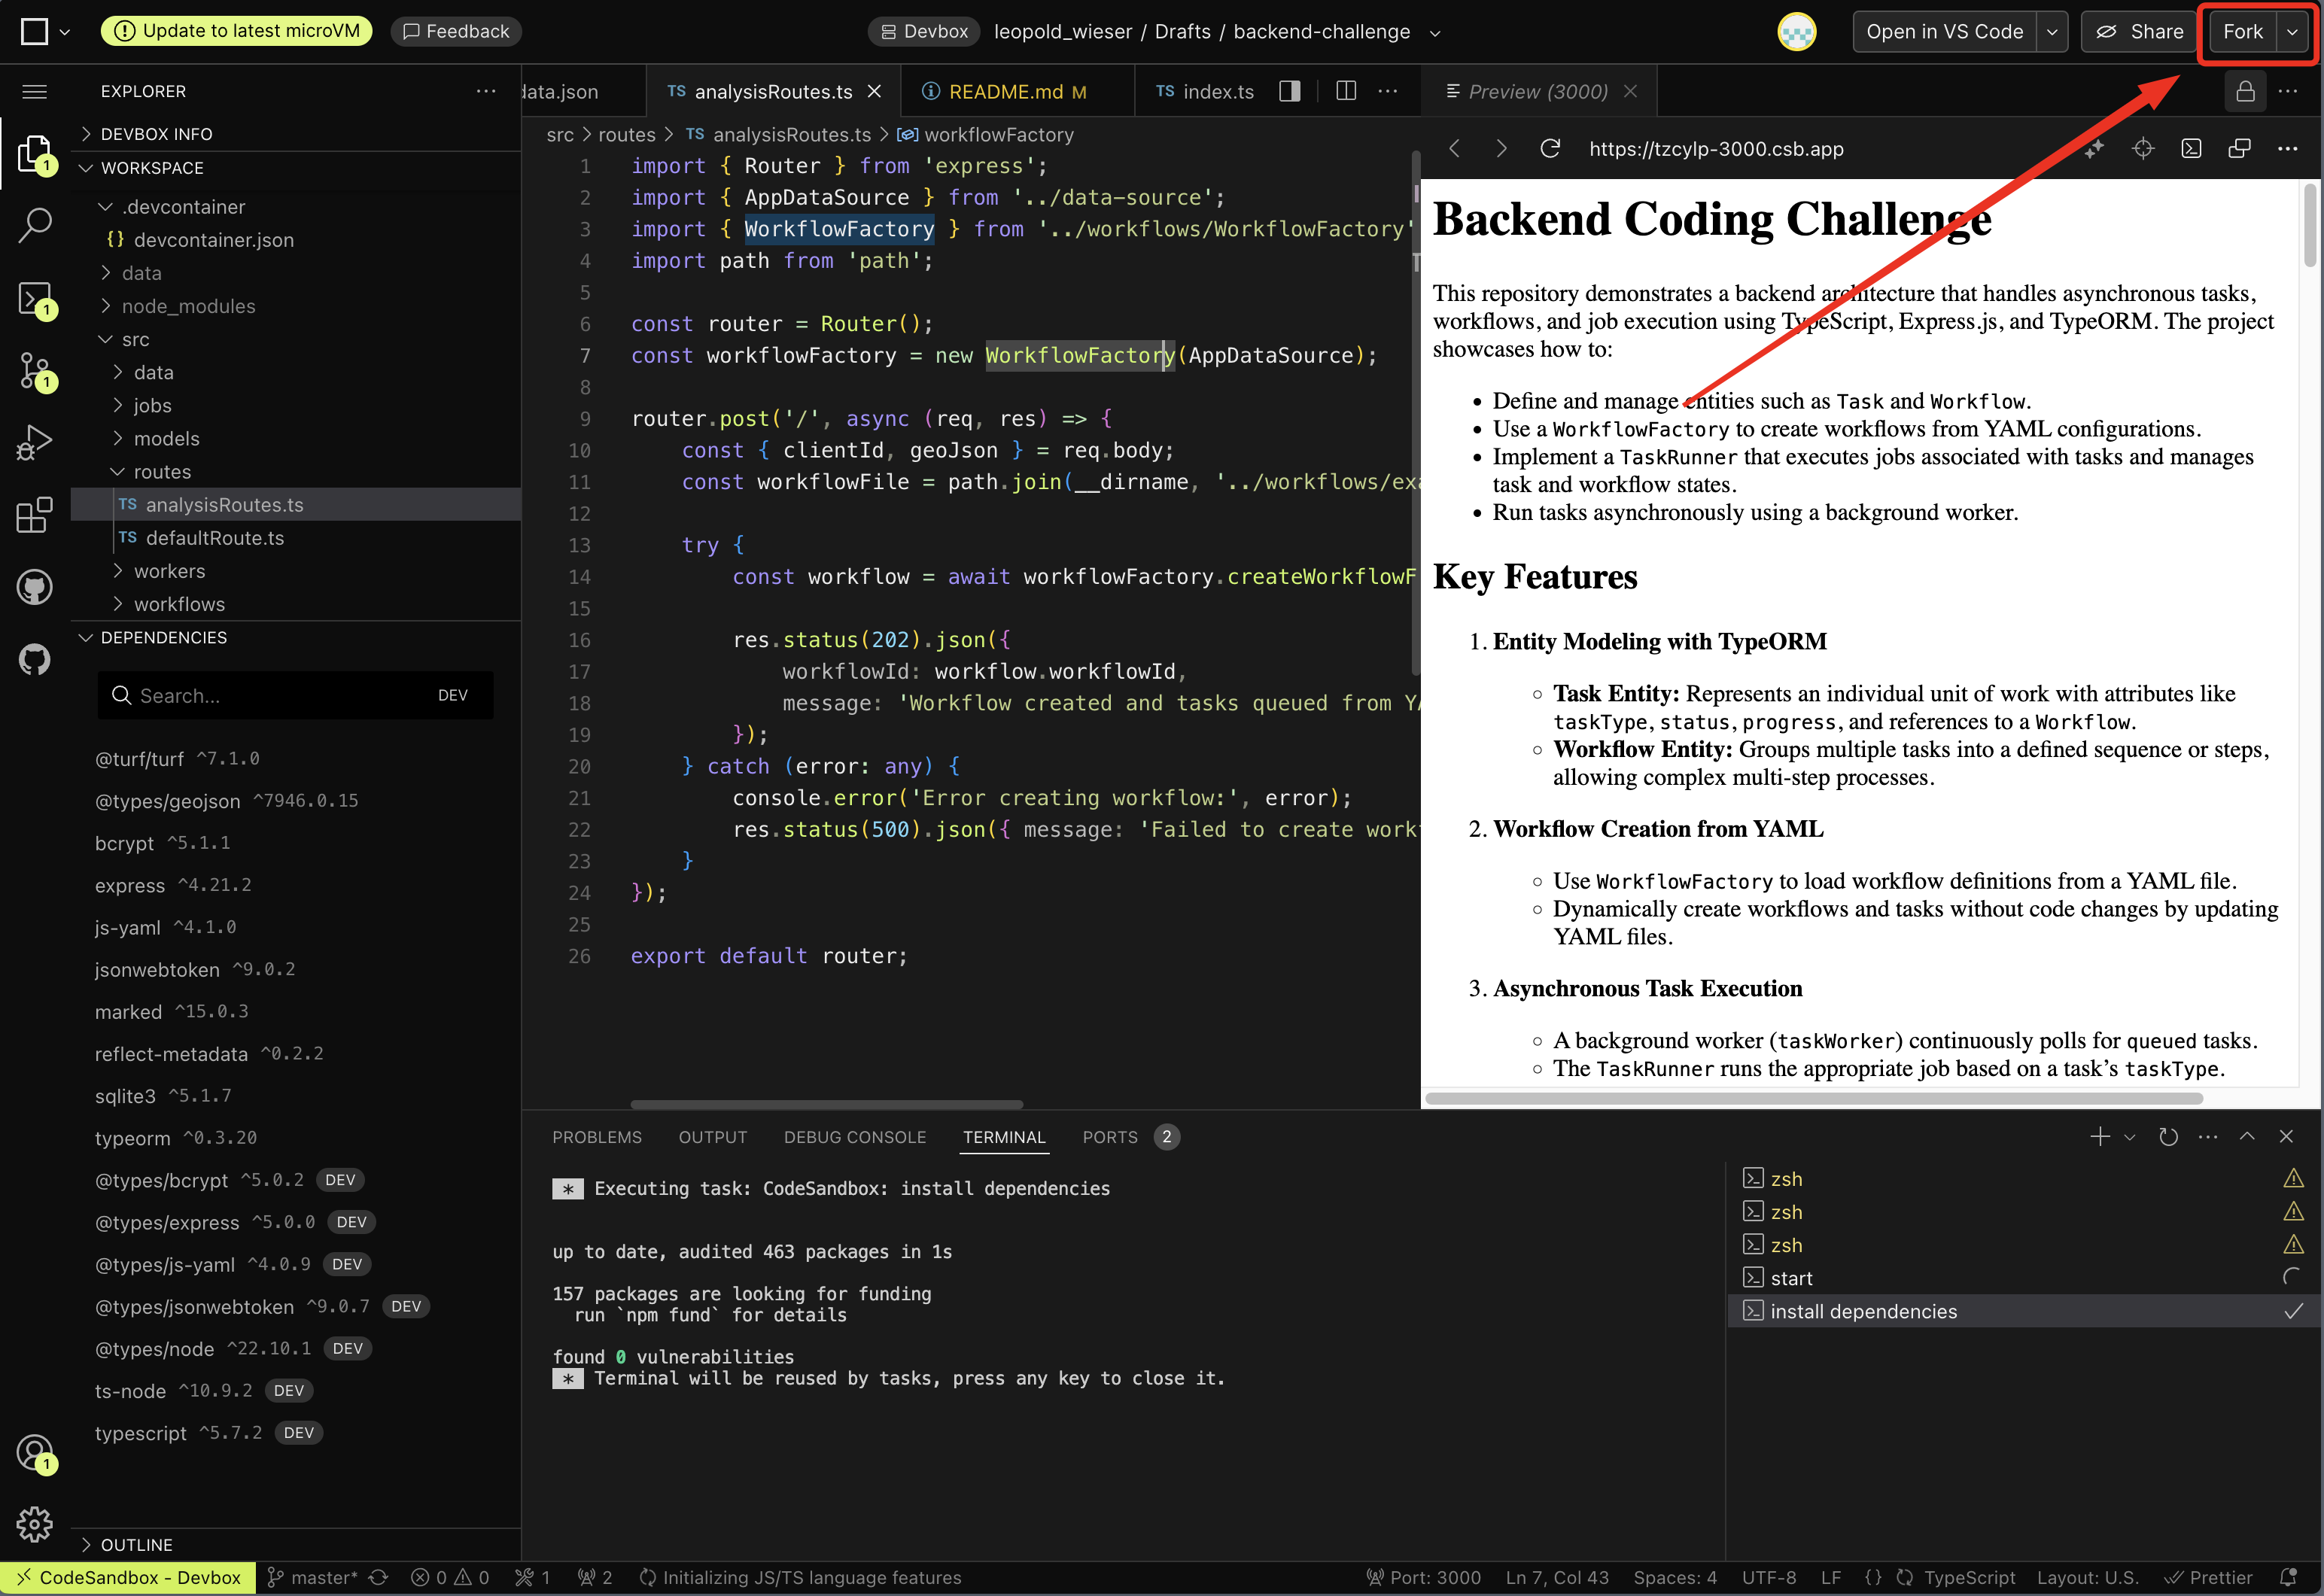 Update to latest microVM
Feedback
Devbox
leopold_wieser / Drafts / backend-challenge
Open in VS Code
Share
Fork
EXPLORER
DEVBOX INFO
WORKSPACE
.devcontainer
{} devcontainer.json
data
node_modules
src
data
jobs
models
routes
TS analysisRoutes.ts
TS defaultRoute.ts
workers
workflows
DEPENDENCIES
Search... DEV
@turf/turf ^7.1.0
@types/geojson ^7946.0.15
bcrypt ^5.1.1
express ^4.21.2
js-yaml ^4.1.0
jsonwebtoken ^9.0.2
marked ^15.0.3
reflect-metadata ^0.2.2
sqlite3 ^5.1.7
typeorm ^0.3.20
@types/bcrypt ^5.0.2 DEV
@types/express ^5.0.0 DEV
@types/js-yaml ^4.0.9 DEV
@types/jsonwebtoken ^9.0.7 DEV
@types/node ^22.10.1 DEV
ts-node ^10.9.2 DEV
typescript ^5.7.2 DEV
OUTLINE
1
1
1
1
data.json
TS analysisRoutes.ts
README.md M
TS index.ts
src > routes > TS analysisRoutes.ts > workflowFactory
1 import { Router } from 'express';
2 import { AppDataSource } from '../data-source';
3 import { WorkflowFactory } from '../workflows/WorkflowFactory'
4 import path from 'path';
5
6 const router = Router();
7 const workflowFactory = new WorkflowFactory(AppDataSource);
8
9 router.post('/', async (req, res) => {
10 const { clientId, geoJson } = req.body;
11 const workflowFile = path.join(__dirname, '../workflows/exa
12
13 try {
14 const workflow = await workflowFactory.createWorkflowF
15
16 res.status(202).json({
17 workflowId: workflow.workflowId,
18 message: 'Workflow created and tasks queued from YA
19 });
20 } catch (error: any) {
21 console.error('Error creating workflow:', error);
22 res.status(500).json({ message: 'Failed to create work
23 }
24 });
25
26 export default router;
Preview (3000)
https://tzcylp-3000.csb.app
Backend Coding Challenge
This repository demonstrates a backend architecture that handles asynchronous tasks,
workflows, and job execution using TypeScript, Express.js, and TypeORM. The project
showcases how to:
• Define and manage entities such as Task and Workflow.
• Use a WorkflowFactory to create workflows from YAML configurations.
• Implement a TaskRunner that executes jobs associated with tasks and manages
task and workflow states.
• Run tasks asynchronously using a background worker.
Key Features
1. Entity Modeling with TypeORM
◦ Task Entity: Represents an individual unit of work with attributes like
taskType, status, progress, and references to a Workflow.
◦ Workflow Entity: Groups multiple tasks into a defined sequence or steps,
allowing complex multi-step processes.
2. Workflow Creation from YAML
◦ Use WorkflowFactory to load workflow definitions from a YAML file.
◦ Dynamically create workflows and tasks without code changes by updating
YAML files.
3. Asynchronous Task Execution
◦ A background worker (taskWorker) continuously polls for queued tasks.
◦ The TaskRunner runs the appropriate job based on a task’s taskType.
PROBLEMS OUTPUT DEBUG CONSOLE TERMINAL PORTS 2
* Executing task: CodeSandbox: install dependencies
up to date, audited 463 packages in 1s
157 packages are looking for funding
run `npm fund` for details
found 0 vulnerabilities
* Terminal will be reused by tasks, press any key to close it.
zsh
zsh
zsh
start
install dependencies
CodeSandbox - Devbox
master*
0 0
1
2
Initializing JS/TS language features
Port: 3000
Ln 7, Col 43
Spaces: 4
UTF-8
LF
{}
TypeScript
Layout: U.S.
Prettier